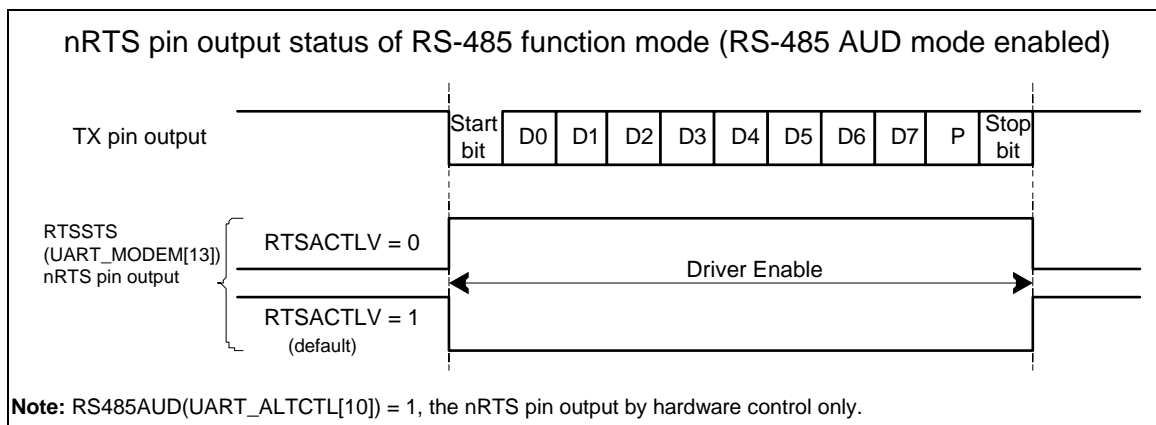 nRTS pin output status of RS-485 function mode (RS-485 AUD mode enabled)
TX pin output
Start bit
D0
D1
D2
D3
D4
D5
D6
D7
P
Stop bit
RTSSTS
(UART_MODEM[13])
nRTS pin output
RTSACTLV = 0
Driver Enable
RTSACTLV = 1
(default)
Note: RS485AUD(UART_ALTCTL[10]) = 1, the nRTS pin output by hardware control only.